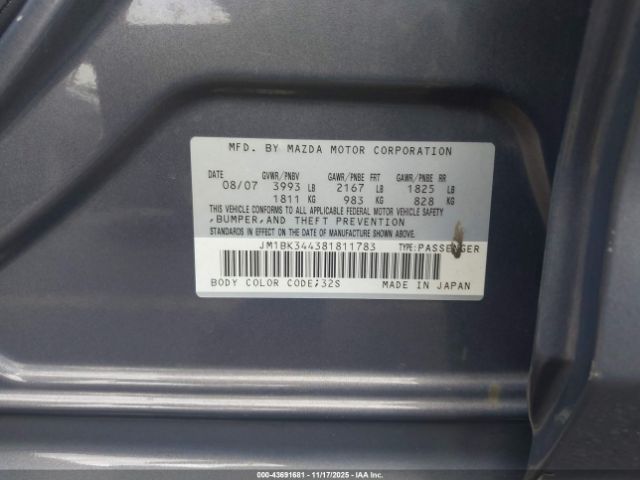 MFD. BY MAZDA MOTOR CORPORATION
DATE GVWR/PNBV GAWR/PNBE FRT GAWR/PNBE RR
08/07 3993 LB 2167 LB 1825 LB
1811 KG 983 KG 828 KG
THIS VEHICLE CONFORMS TO ALL APPLICABLE FEDERAL MOTOR VEHICLE SAFETY
,BUMPER,AND THEFT PREVENTION
STANDARDS IN EFFECT ON THE DATE OF MANUFACTURE SHOWN ABOVE.
JM1BK344381811783 TYPE:PASSENGER
BODY COLOR CODE;32S MADE IN JAPAN
000-43691681 - 11/17/2025 - IAAI.COM